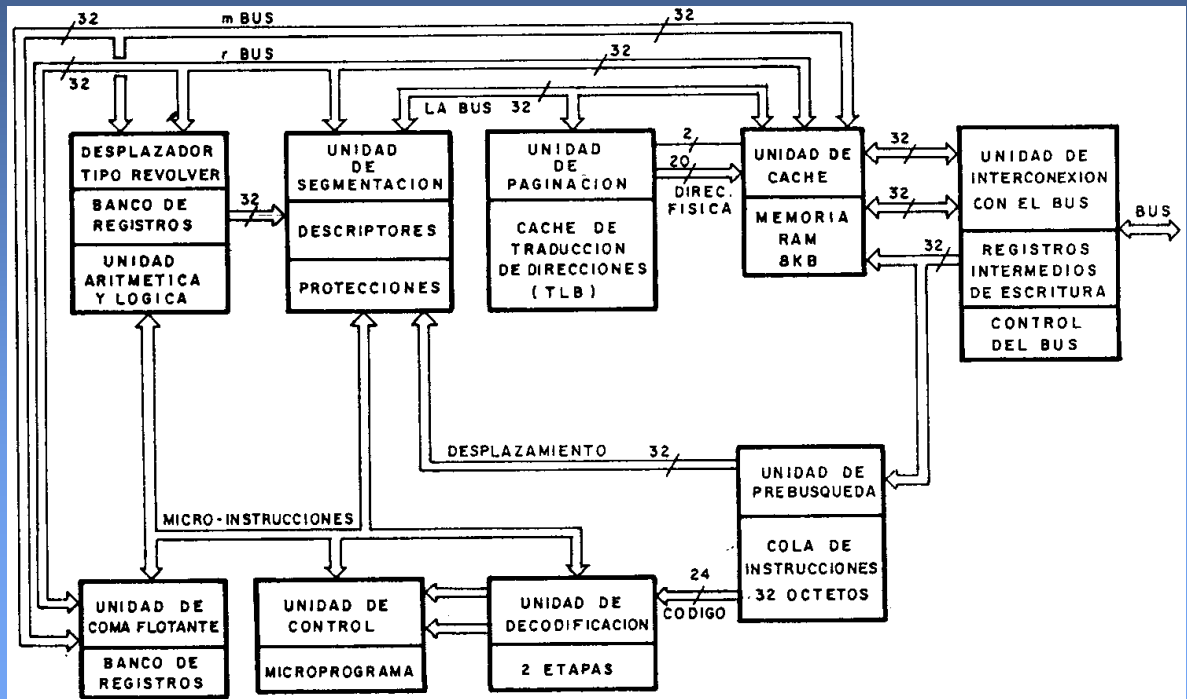 32
m BUS
32
32
r BUS
32
LA BUS 32
DESPLAZADOR
TIPO REVOLVER
BANCO DE
REGISTROS
UNIDAD
ARITMETICA
Y LOGICA
32
UNIDAD
DE
SEGMENTACION
DESCRIPTORES
PROTECCIONES
UNIDAD
DE
PAGINACION
CACHE DE
TRADUCCION
DE DIRECCIONES
(TLB)
2
20
DIREC.
FISICA
UNIDAD DE
CACHE
MEMORIA
RAM
8KB
32
32
32
UNIDAD DE
INTERCONEXION
CON EL BUS
REGISTROS
INTERMEDIOS
DE ESCRITURA
CONTROL
DEL BUS
BUS
DESPLAZAMIENTO 32
UNIDAD DE
PREBUSQUEDA
COLA DE
INSTRUCCIONES
32 OCTETOS
MICRO-INSTRUCCIONES
24
CODIGO
UNIDAD DE
COMA FLOTANTE
BANCO DE
REGISTROS
UNIDAD DE
CONTROL
MICROPROGRAMA
UNIDAD DE
DECODIFICACION
2 ETAPAS